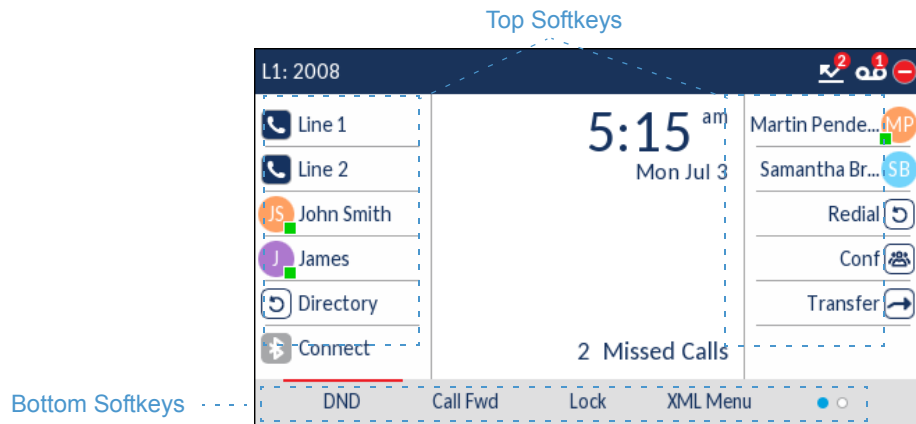 Top Softkeys
L1: 2008
2
1
Line 1
Line 2
JS John Smith
J James
Directory
Connect
5:15 am
Mon Jul 3
2 Missed Calls
Martin Pende... MP
Samantha Br... SB
Redial
Conf
Transfer
Bottom Softkeys
DND Call Fwd Lock XML Menu